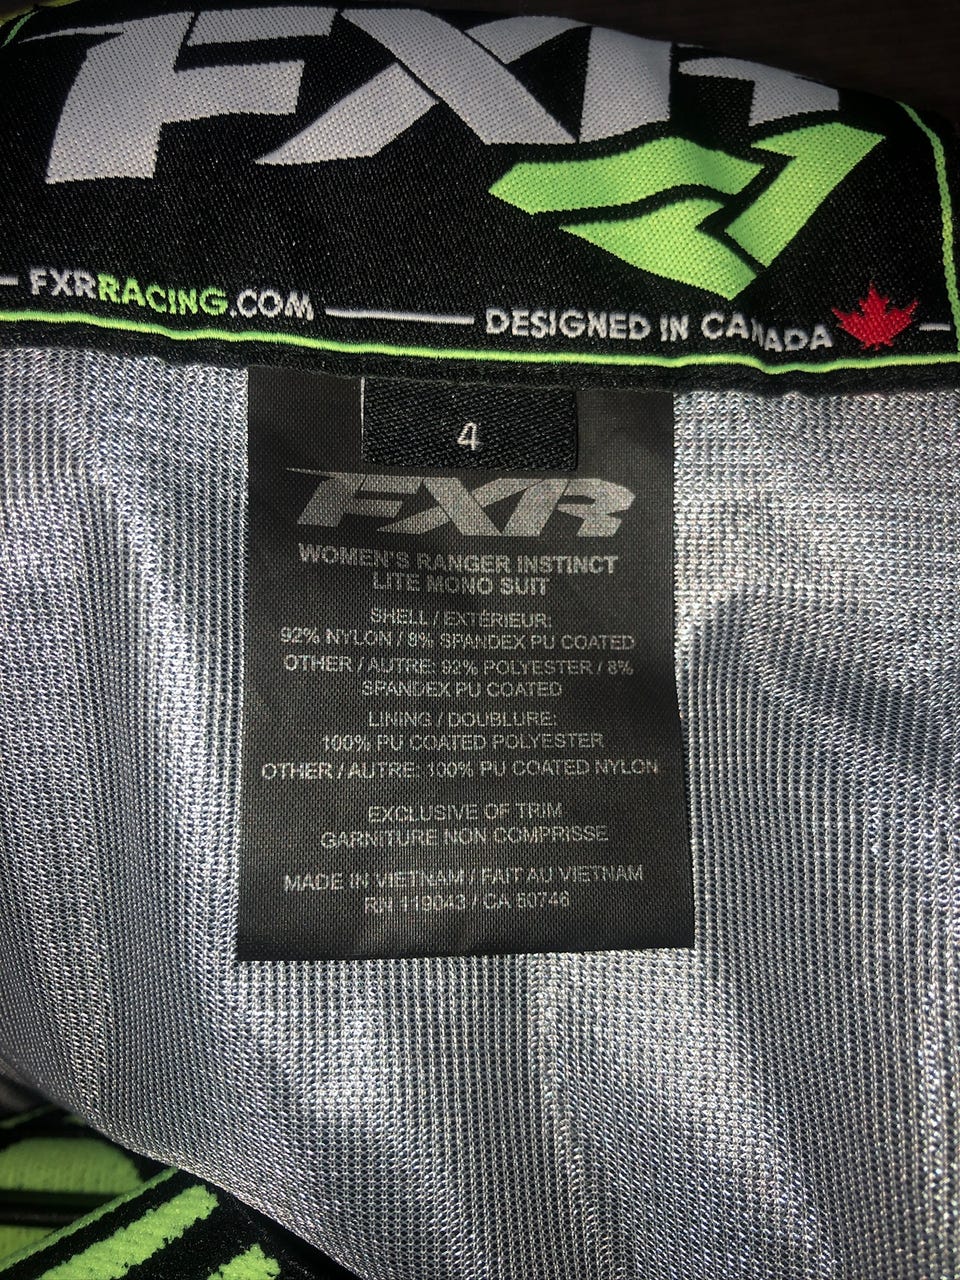 FXR
FXRRACING.COM DESIGNED IN CANADA
4
FXR
WOMEN'S RANGER INSTINCT
LITE MONO SUIT
SHELL / EXTÉRIEUR:
92% NYLON / 8% SPANDEX PU COATED
OTHER / AUTRE: 92% POLYESTER / 8%
SPANDEX PU COATED
LINING / DOUBLURE:
100% PU COATED POLYESTER
OTHER / AUTRE: 100% PU COATED NYLON
EXCLUSIVE OF TRIM
GARNITURE NON COMPRISSE
MADE IN VIETNAM / FAIT AU VIETNAM
RN 119043 / CA 50746